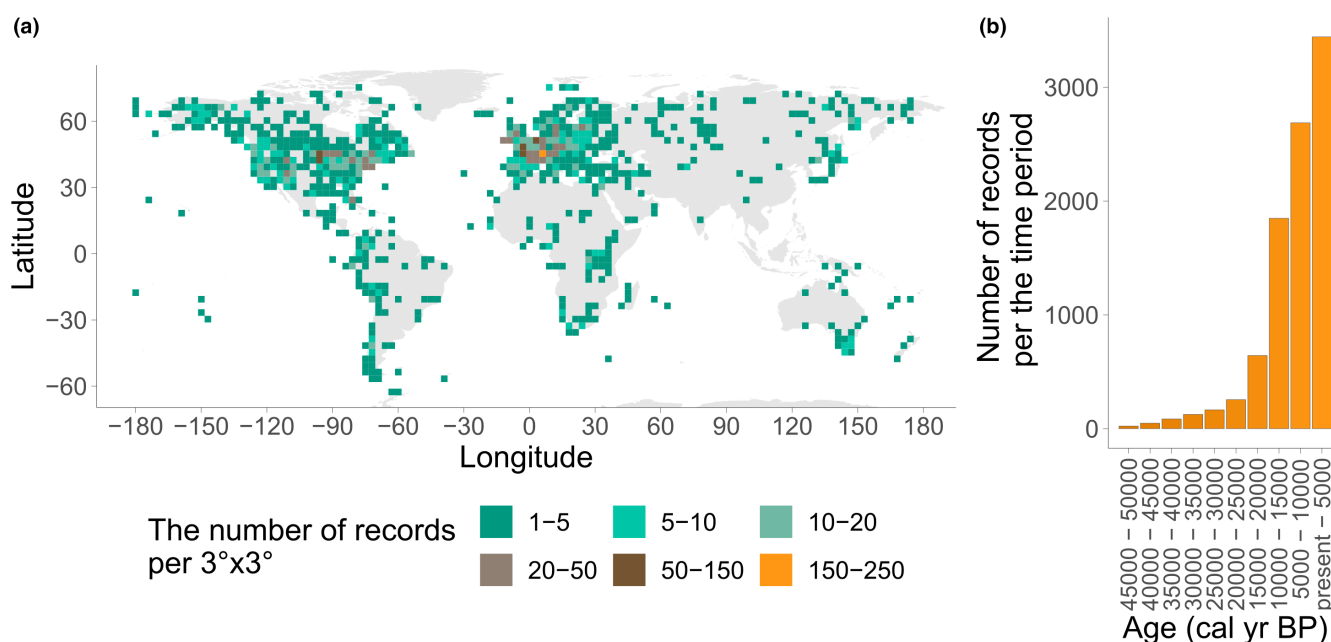 (a)
Latitude
60
30
0
−30
−60
−180 −150 −120 −90 −60 −30 0 30 60 90 120 150 180
Longitude
The number of records
per 3°x3°
1−5 5−10 10−20
20−50 50−150 150−250
(b)
Number of records
per the time period
3000
2000
1000
0
45000 − 50000
40000 − 45000
35000 − 40000
30000 − 35000
25000 − 30000
20000 − 25000
15000 − 20000
10000 − 15000
5000 − 10000
present − 5000
Age (cal yr BP)